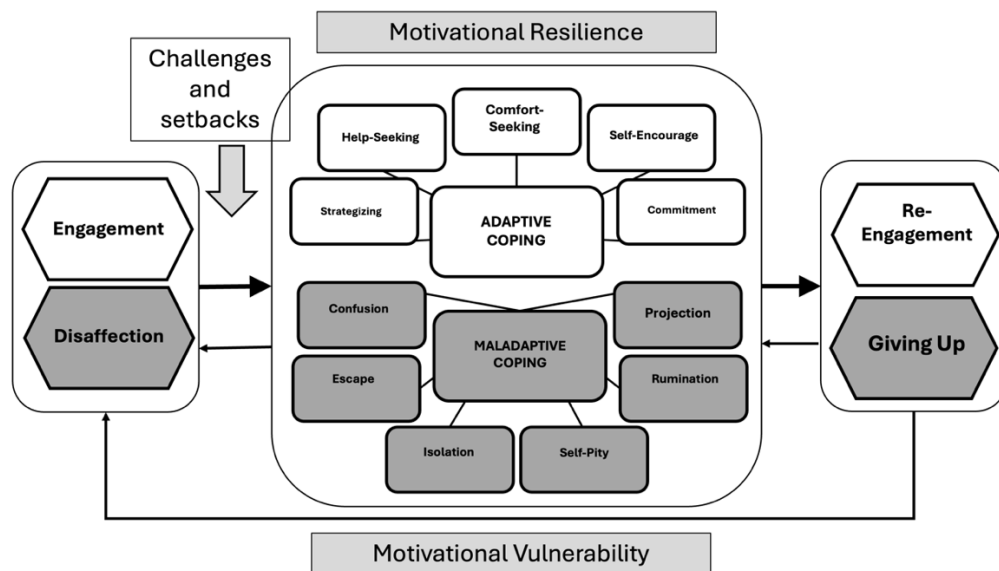 Motivational Resilience
Challenges
and
setbacks
Comfort-
Seeking
Help-Seeking
Self-Encourage
Strategizing
Commitment
ADAPTIVE
COPING
Engagement
Disaffection
Re-
Engagement
Giving Up
Confusion
Projection
MALADAPTIVE
COPING
Escape
Rumination
Isolation
Self-Pity
Motivational Vulnerability